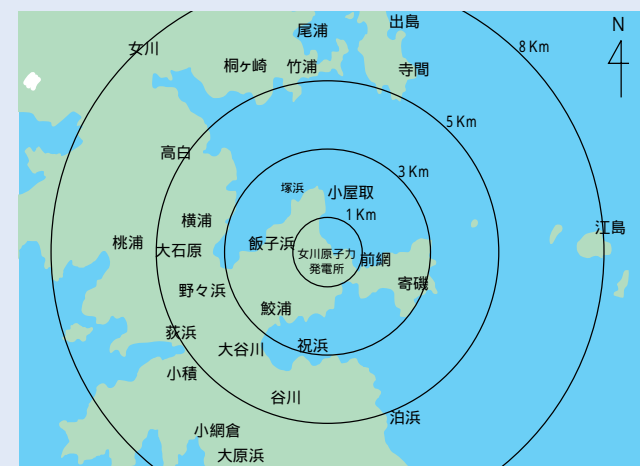 尾浦
出島
N
女川
8 Km
桐ヶ崎
竹浦
寺間
5 Km
高白
3 Km
塚浜
小屋取
1 Km
横浦
江島
桃浦
大石原
飯子浜
女川原子力
発電所
前網
寄磯
野々浜
鮫浦
荻浜
大谷川
祝浜
小積
谷川
泊浜
小網倉
大原浜